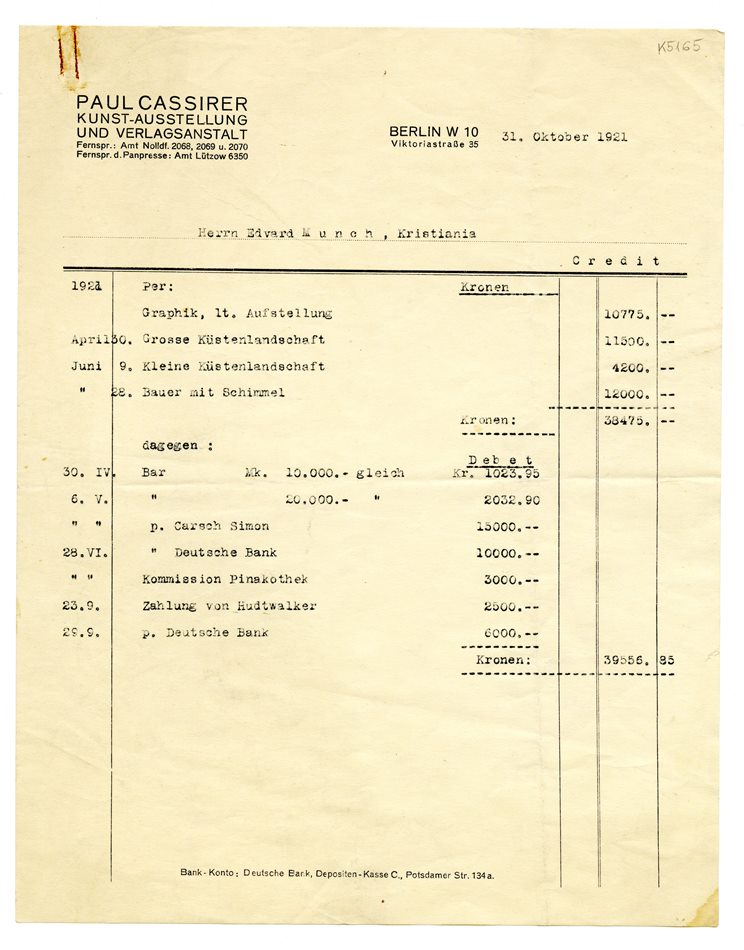 K5165
PAUL CASSIRER
KUNST-AUSSTELLUNG
UND VERLAGSANSTALT
Fernspr.: Amt Nolldf. 2068, 2069 u. 2070
Fernspr. d. Panpresse: Amt Lützow 6350
BERLIN W 10 31. Oktober 1921
Viktoriastraße 35
Herrn Edvard M u n c h , Kristiania
C r e d i t
1921 Per: Kronen
Graphik, lt. Aufstellung 10775. --
April 30. Grosse Küstenlandschaft 11500. --
Juni 9. Kleine Küstenlandschaft 4200. --
" 28. Bauer mit Schimmel 12000. --
Kronen: 38475. --
dagegen :
D e b e t
30. IV. Bar Mk. 10.000.- gleich Kr. 1023.95
6. V. " 20.000.- " 2032.90
" " p. Carsch Simon 15000.--
28.VI. " Deutsche Bank 10000.--
" " Kommission Pinakothek 3000.--
23.9. Zahlung von Hudtwalker 2500.--
29.9. p. Deutsche Bank 6000.--
Kronen: 39556. 85
Bank-Konto: Deutsche Bank, Depositen-Kasse C., Potsdamer Str. 134a.